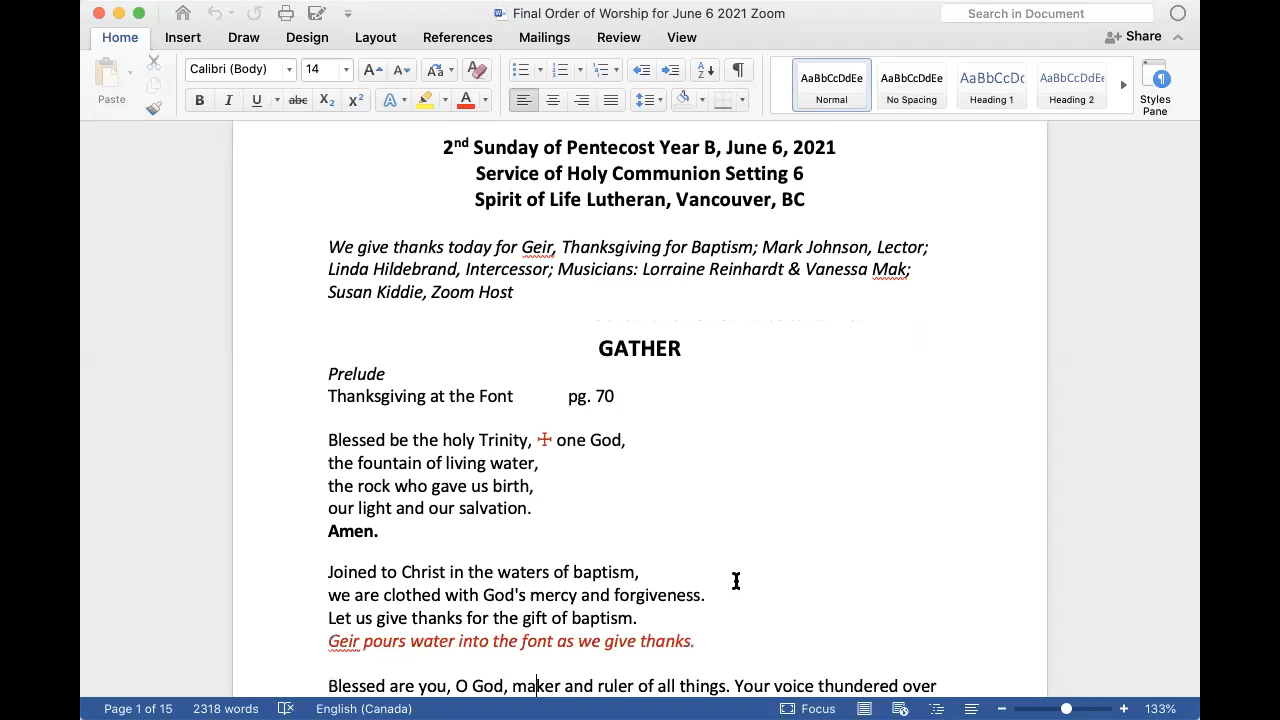 Final Order of Worship for June 6 2021 Zoom
Search in Document
Home Insert Draw Design Layout References Mailings Review View Share
Paste Calibri (Body) 14 AaBbCcDdEe AaBbCcDdEe AaBbCcDc AaBbCcDdEe
Normal No Spacing Heading 1 Heading 2 Styles Pane
2nd Sunday of Pentecost Year B, June 6, 2021
Service of Holy Communion Setting 6
Spirit of Life Lutheran, Vancouver, BC
We give thanks today for Geir, Thanksgiving for Baptism; Mark Johnson, Lector;
Linda Hildebrand, Intercessor; Musicians: Lorraine Reinhardt & Vanessa Mak;
Susan Kiddie, Zoom Host
GATHER
Prelude
Thanksgiving at the Font pg. 70
Blessed be the holy Trinity, ☩ one God,
the fountain of living water,
the rock who gave us birth,
our light and our salvation.
Amen.
Joined to Christ in the waters of baptism,
we are clothed with God's mercy and forgiveness.
Let us give thanks for the gift of baptism.
Geir pours water into the font as we give thanks.
Blessed are you, O God, maker and ruler of all things. Your voice thundered over
Page 1 of 15 2318 words English (Canada) Focus 133%